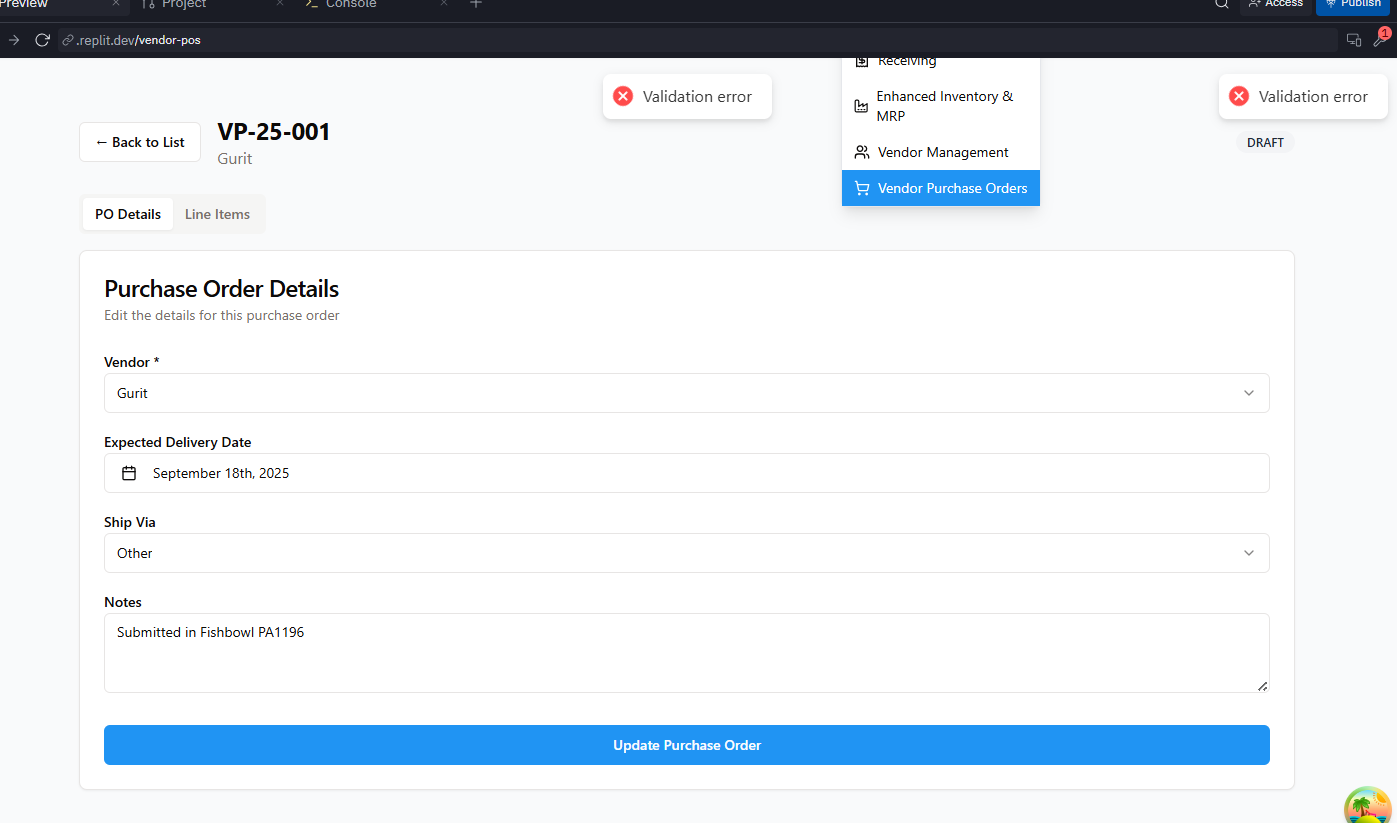 Preview
Project
Console
Access
Publish
.replit.dev/vendor-pos
1
Receiving
Validation error
Validation error
Enhanced Inventory &
MRP
← Back to List
VP-25-001
Gurit
DRAFT
Vendor Management
Vendor Purchase Orders
PO Details
Line Items
Purchase Order Details
Edit the details for this purchase order
Vendor *
Gurit
Expected Delivery Date
September 18th, 2025
Ship Via
Other
Notes
Submitted in Fishbowl PA1196
Update Purchase Order